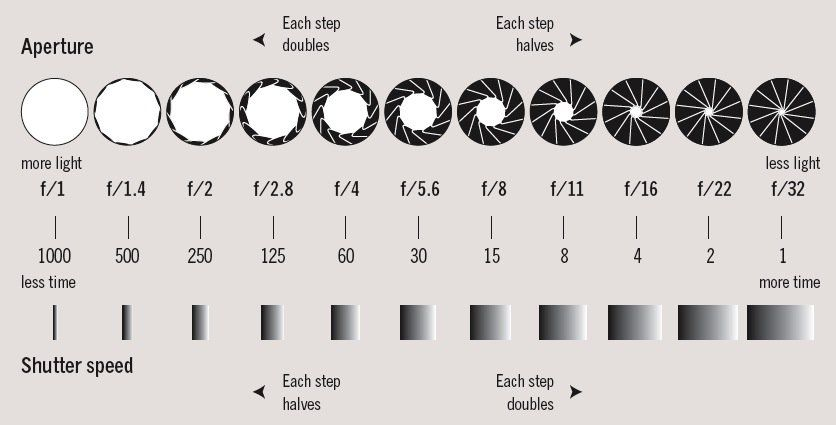 Each step
doubles
Each step
halves
Aperture
more light
less light
f/1 f/1.4 f/2 f/2.8 f/4 f/5.6 f/8 f/11 f/16 f/22 f/32
1000 500 250 125 60 30 15 8 4 2 1
less time
more time
Shutter speed
Each step
halves
Each step
doubles